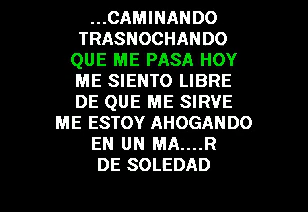 ...CAMINANDO
TRASNOCHANDO
QUE ME PASA HOY
ME SIENTO LIBRE
DE QUE ME SIRVE
ME ESTOY AHOGANDO
EN UN MA....R
DE SOLEDAD